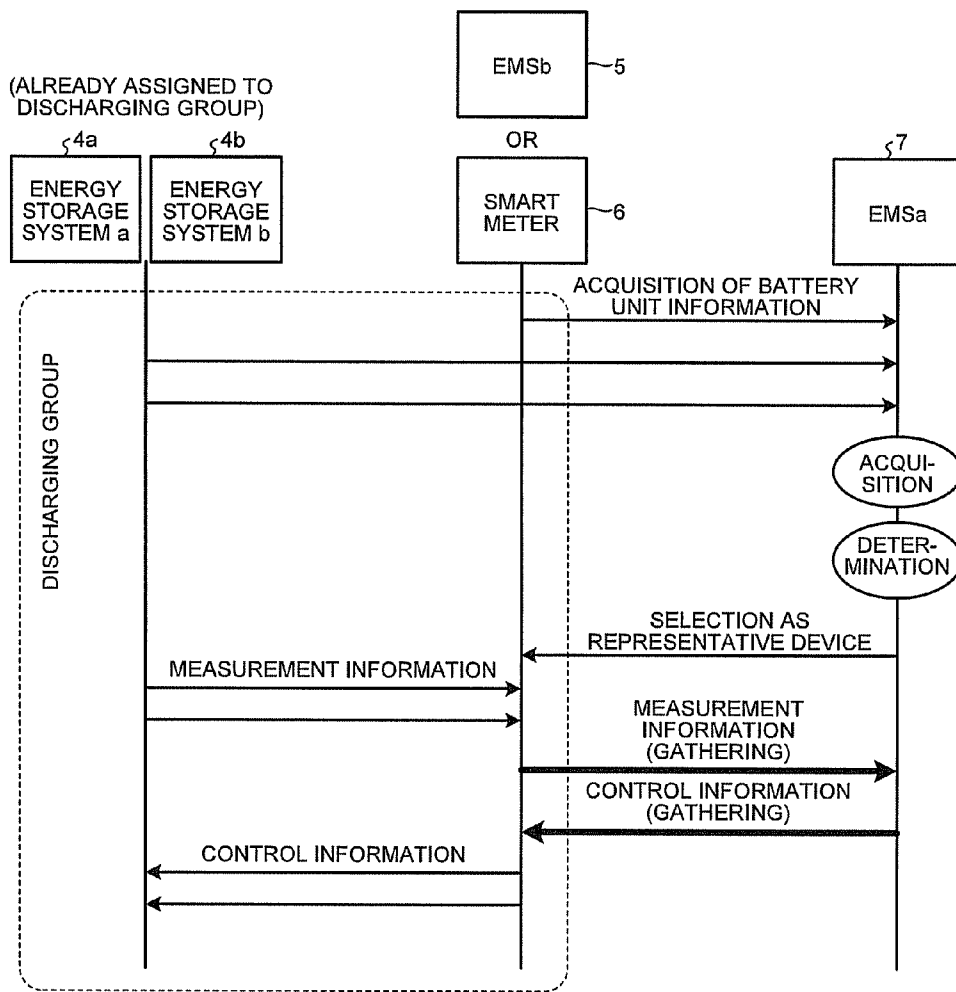 EMSb
5
(ALREADY ASSIGNED TO
DISCHARGING GROUP)
4a
4b
OR
7
ENERGY
STORAGE
SYSTEM a
ENERGY
STORAGE
SYSTEM b
SMART
METER
6
EMSa
ACQUISITION OF BATTERY
UNIT INFORMATION
DISCHARGING GROUP
ACQUI-
SITION
DETER-
MINATION
SELECTION AS
REPRESENTATIVE DEVICE
MEASUREMENT INFORMATION
MEASUREMENT
INFORMATION
(GATHERING)
CONTROL INFORMATION
(GATHERING)
CONTROL INFORMATION